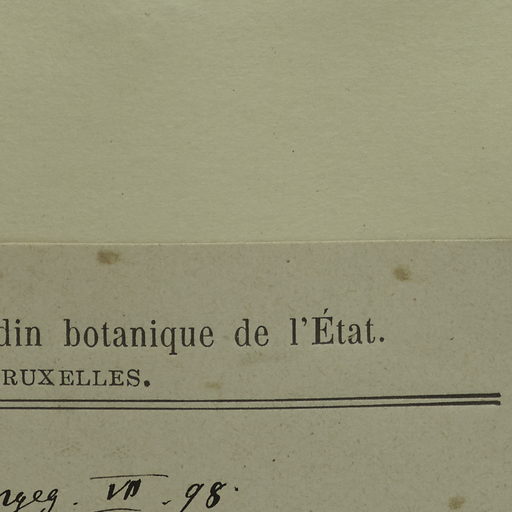 din botanique de l'État.
RUXELLES.
VII. 98.